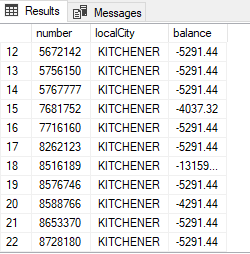 Results Messages
number localCity balance
12 5672142 KITCHENER -5291.44
13 5756150 KITCHENER -5291.44
14 5767777 KITCHENER -5291.44
15 7681752 KITCHENER -4037.32
16 7716160 KITCHENER -5291.44
17 8262123 KITCHENER -5291.44
18 8516189 KITCHENER -13159...
19 8576746 KITCHENER -5291.44
20 8588766 KITCHENER -4291.44
21 8653370 KITCHENER -5291.44
22 8728180 KITCHENER -5291.44